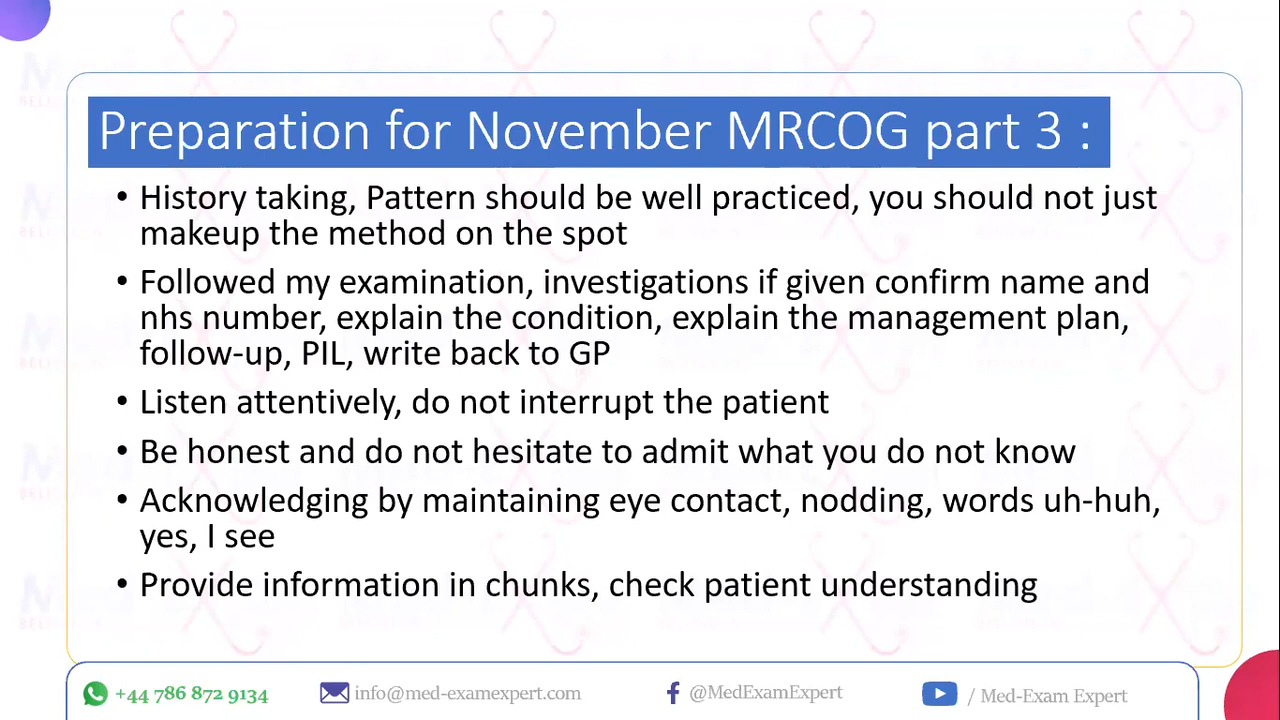 Preparation for November MRCOG part 3 :
• History taking, Pattern should be well practiced, you should not just
makeup the method on the spot
• Followed my examination, investigations if given confirm name and
nhs number, explain the condition, explain the management plan,
follow-up, PIL, write back to GP
• Listen attentively, do not interrupt the patient
• Be honest and do not hesitate to admit what you do not know
• Acknowledging by maintaining eye contact, nodding, words uh-huh,
yes, I see
• Provide information in chunks, check patient understanding
+44 786 872 9134 info@med-examexpert.com @MedExamExpert / Med-Exam Expert